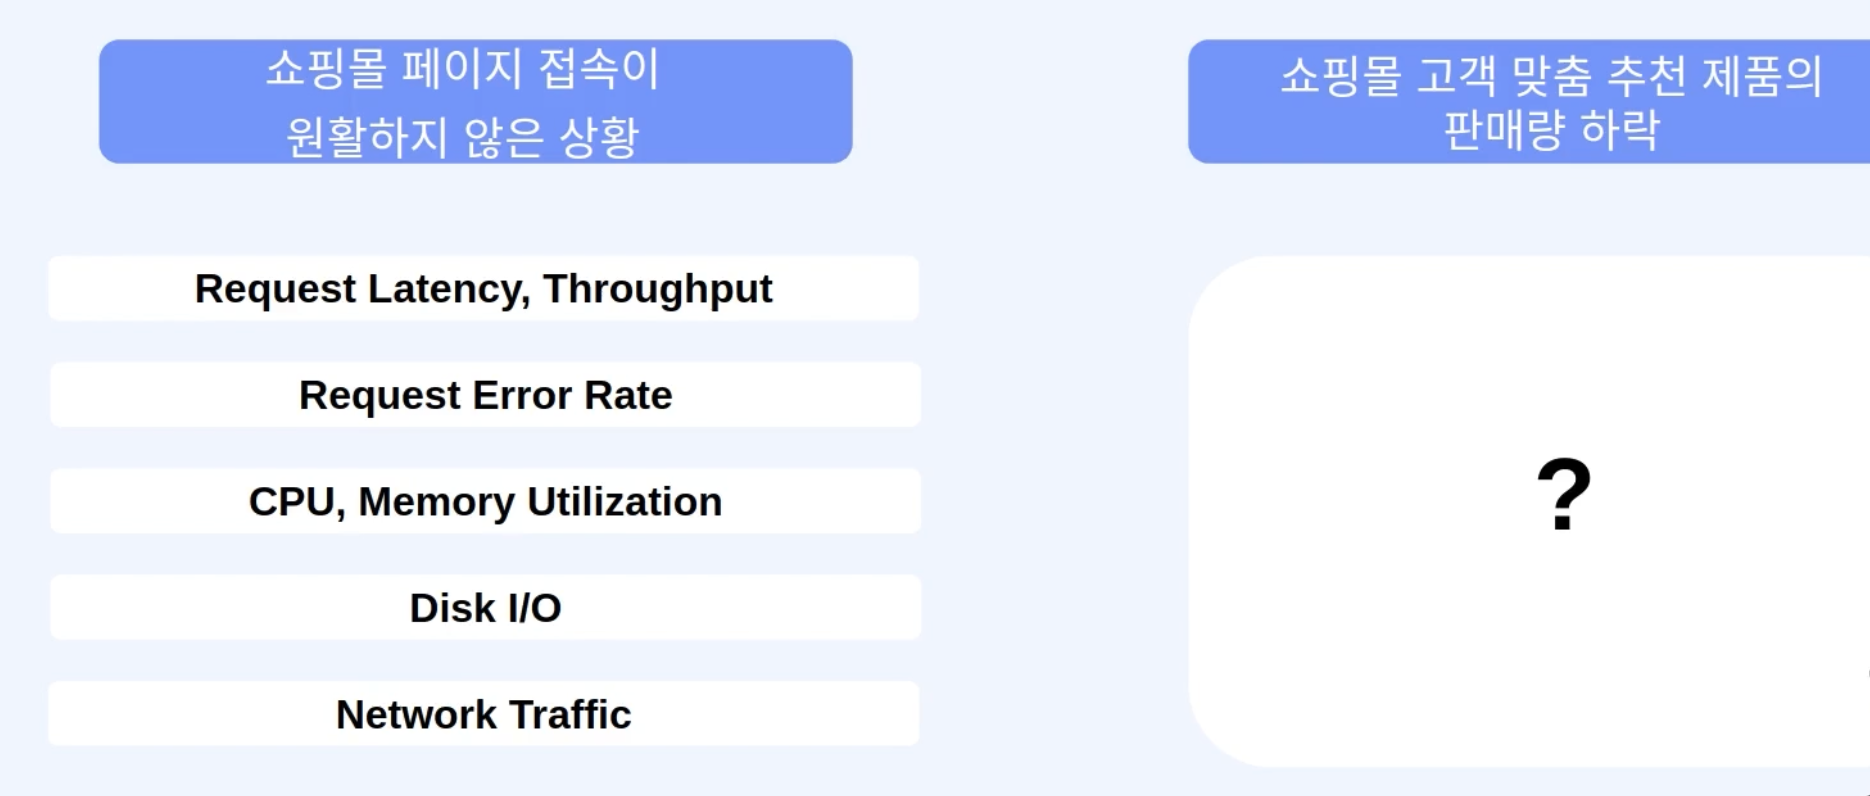 쇼핑몰 페이지 접속이
원활하지 않은 상황
Request Latency, Throughput
Request Error Rate
CPU, Memory Utilization
Disk I/O
Network Traffic
쇼핑몰 고객 맞춤 추천 제품의
판매량 하락
?